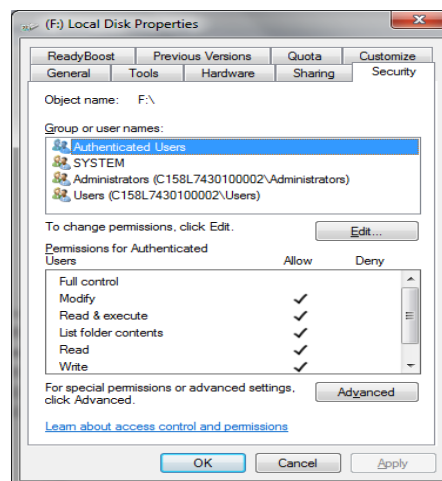 (F:) Local Disk Properties
ReadyBoost Previous Versions Quota Customize
General Tools Hardware Sharing Security
Object name: F:\
Group or user names:
Authenticated Users
SYSTEM
Administrators (C158L7430100002\Administrators)
Users (C158L7430100002\Users)
To change permissions, click Edit.
Edit...
Permissions for Authenticated
Users Allow Deny
Full control
Modify
Read & execute
List folder contents
Read
Write
For special permissions or advanced settings,
click Advanced.
Advanced
Learn about access control and permissions
OK Cancel Apply